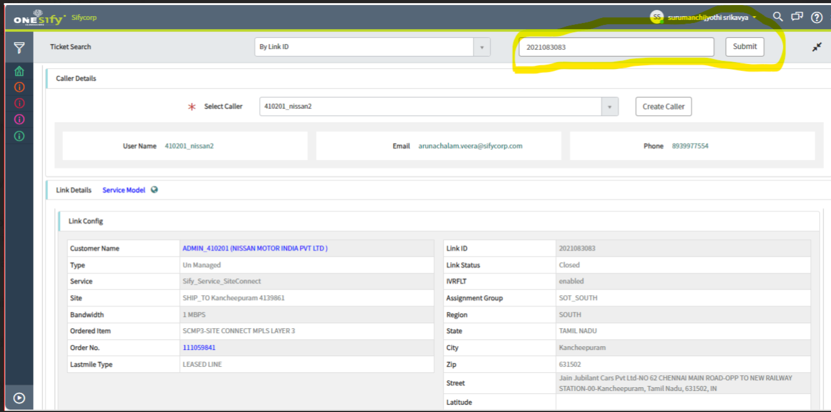 ONE Sify Sifycorp
SS surumanchijyothi srikavya
Ticket Search By Link ID 2021083083 Submit
Caller Details
* Select Caller 410201_nissan2 Create Caller
User Name 410201_nissan2 Email arunachalam.veera@sifycorp.com Phone 8939977554
Link Details Service Model
Link Config
Customer Name ADMIN_410201 (NISSAN MOTOR INDIA PVT LTD ) Link ID 2021083083
Type Un Managed Link Status Closed
Service Sify_Service_SiteConnect IVRFLT enabled
Site SHIP_TO Kancheepuram 4139861 Assignment Group SOT_SOUTH
Bandwidth 1 MBPS Region SOUTH
Ordered Item SCMP3-SITE CONNECT MPLS LAYER 3 State TAMIL NADU
Order No. 111059841 City Kancheepuram
Lastmile Type LEASED LINE Zip 631502
Street Jain Jubilant Cars Pvt Ltd-NO 62 CHENNAI MAIN ROAD-OPP TO NEW RAILWAY
STATION-00-Kancheepuram, Tamil Nadu, 631502, IN
Latitude